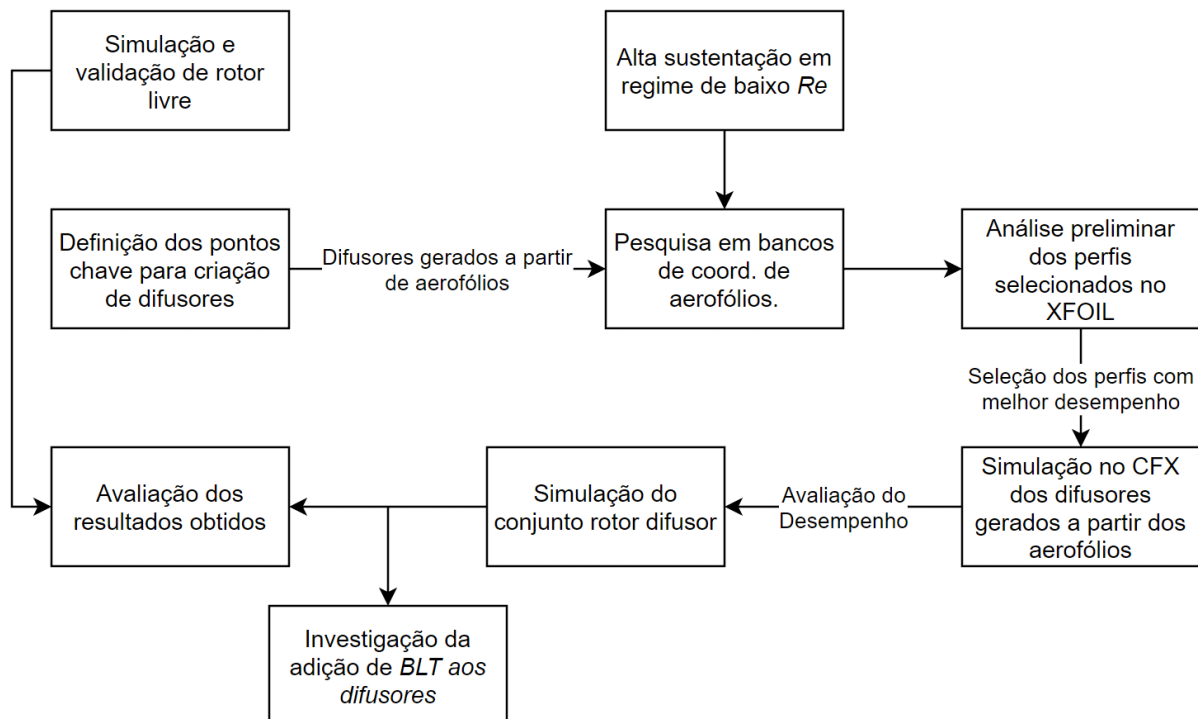 Simulação e
validação de rotor
livre
Alta sustentação em
regime de baixo Re
Definição dos pontos
chave para criação
de difusores
Difusores gerados a partir
de aerofólios
Pesquisa em bancos
de coord. de
aerofólios.
Análise preliminar
dos perfis
selecionados no
XFOIL
Seleção dos perfis com
melhor desempenho
Simulação no CFX
dos difusores
gerados a partir dos
aerofólios
Avaliação do
Desempenho
Simulação do
conjunto rotor difusor
Avaliação dos
resultados obtidos
Investigação da
adição de BLT aos
difusores